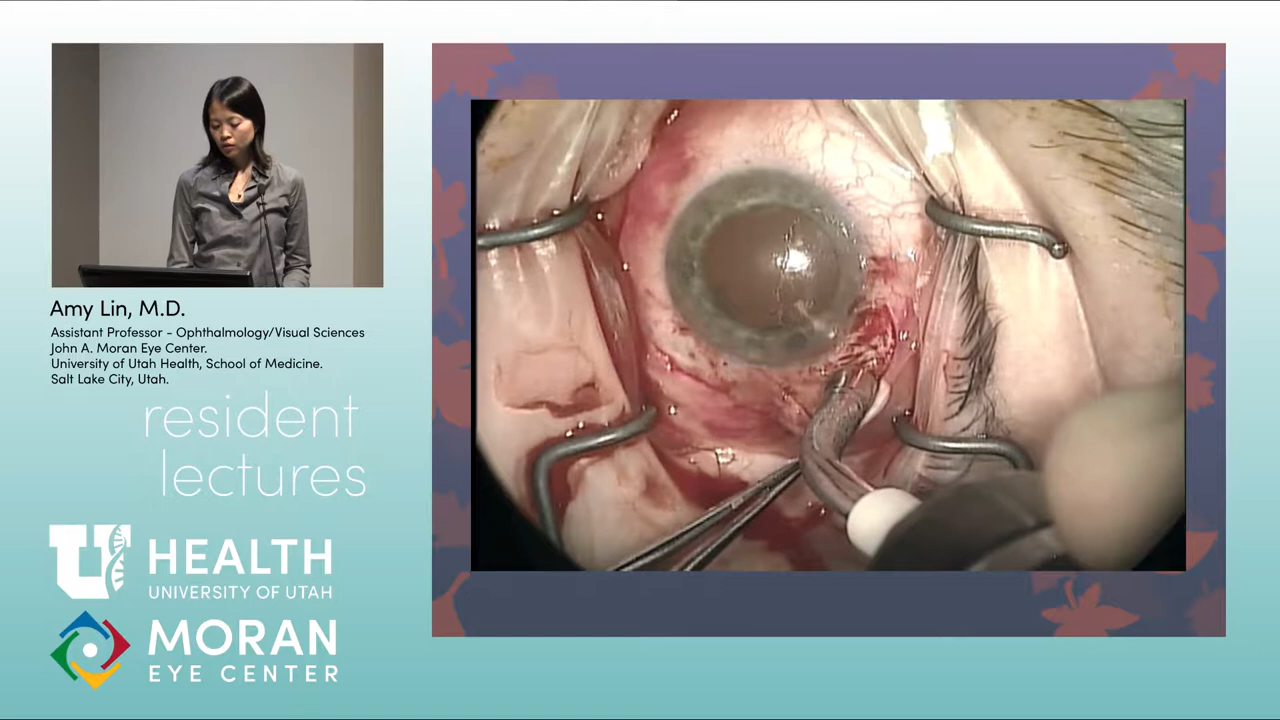 Amy Lin, M.D.
Assistant Professor - Ophthalmology/Visual Sciences
John A. Moran Eye Center.
University of Utah Health, School of Medicine.
Salt Lake City, Utah.
resident
lectures
U HEALTH
UNIVERSITY OF UTAH
MORAN
EYE CENTER